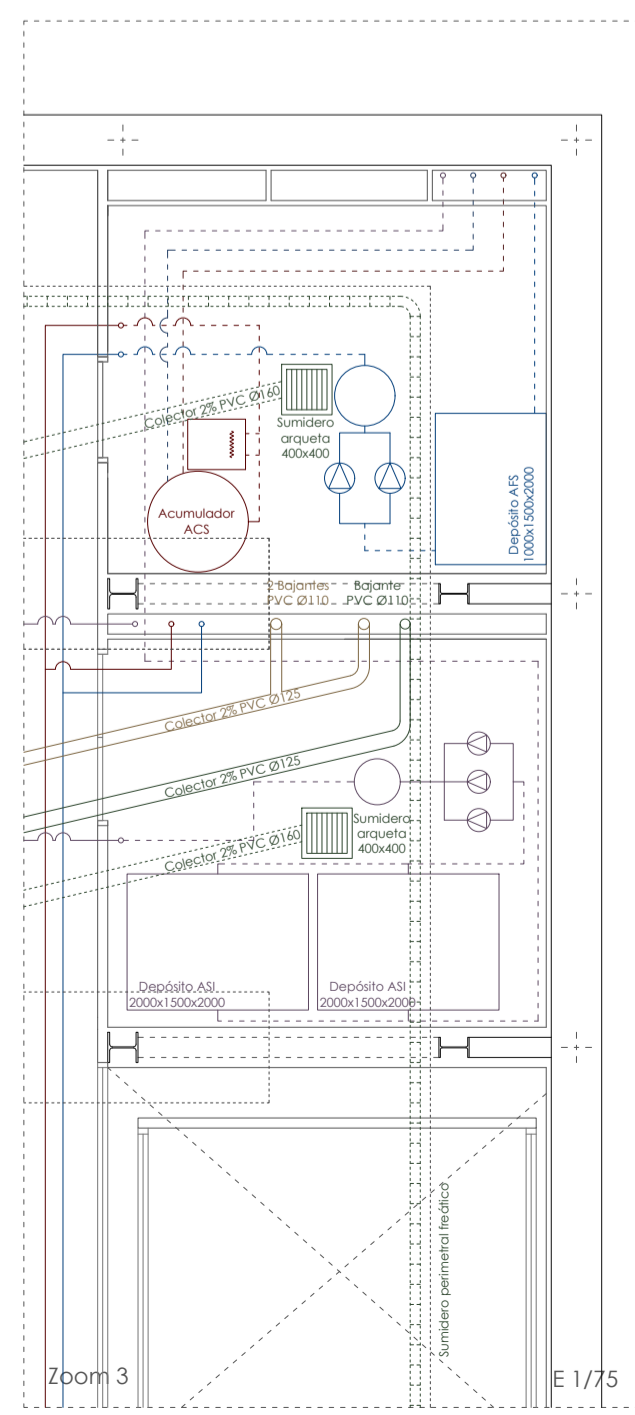 Colector 2% PVC Ø160
Sumidero
arqueta
400x400
Acumulador
ACS
Depósito AFS
1000x1500x2000
2 Bajantes
PVC Ø110
Bajante
PVC Ø110
Colector 2% PVC Ø125
Colector 2% PVC Ø125
Sumidero
arqueta
400x400
Colector 2% PVC Ø160
Depósito ASI
2000x1500x2000
Depósito ASI
2000x1500x2000
Sumidero perimetral freático
Zoom 3
E 1/75